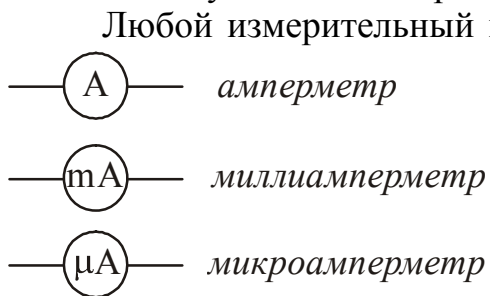 Любой измерительный
A амперметр
mA миллиамперметр
μA микроамперметр